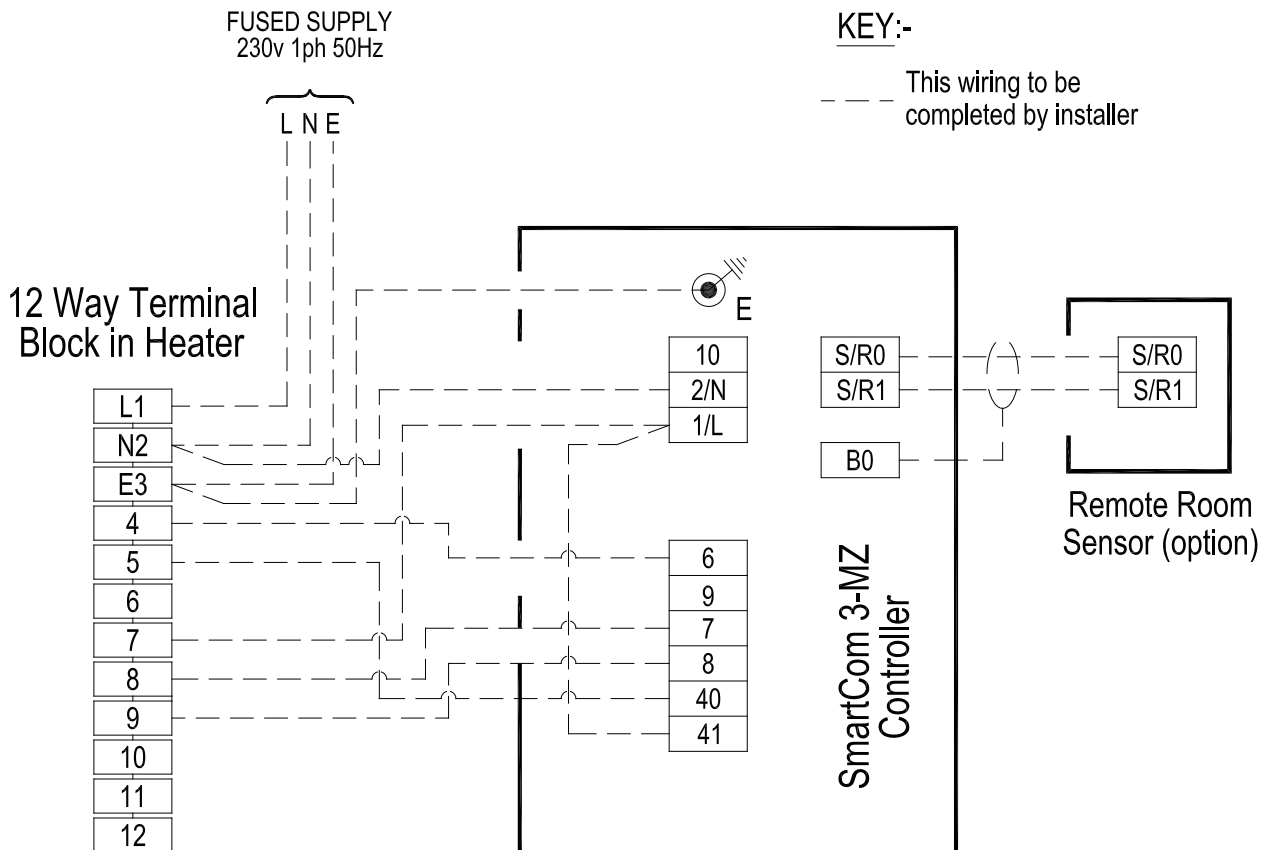 FUSED SUPPLY
230v 1ph 50Hz
L N E
KEY:-
This wiring to be
completed by installer
12 Way Terminal
Block in Heater
L1
N2
E3
4
5
6
7
8
9
10
11
12
E
10
2/N
1/L
6
9
7
8
40
41
S/R0
S/R1
B0
SmartCom 3-MZ
Controller
S/R0
S/R1
Remote Room
Sensor (option)